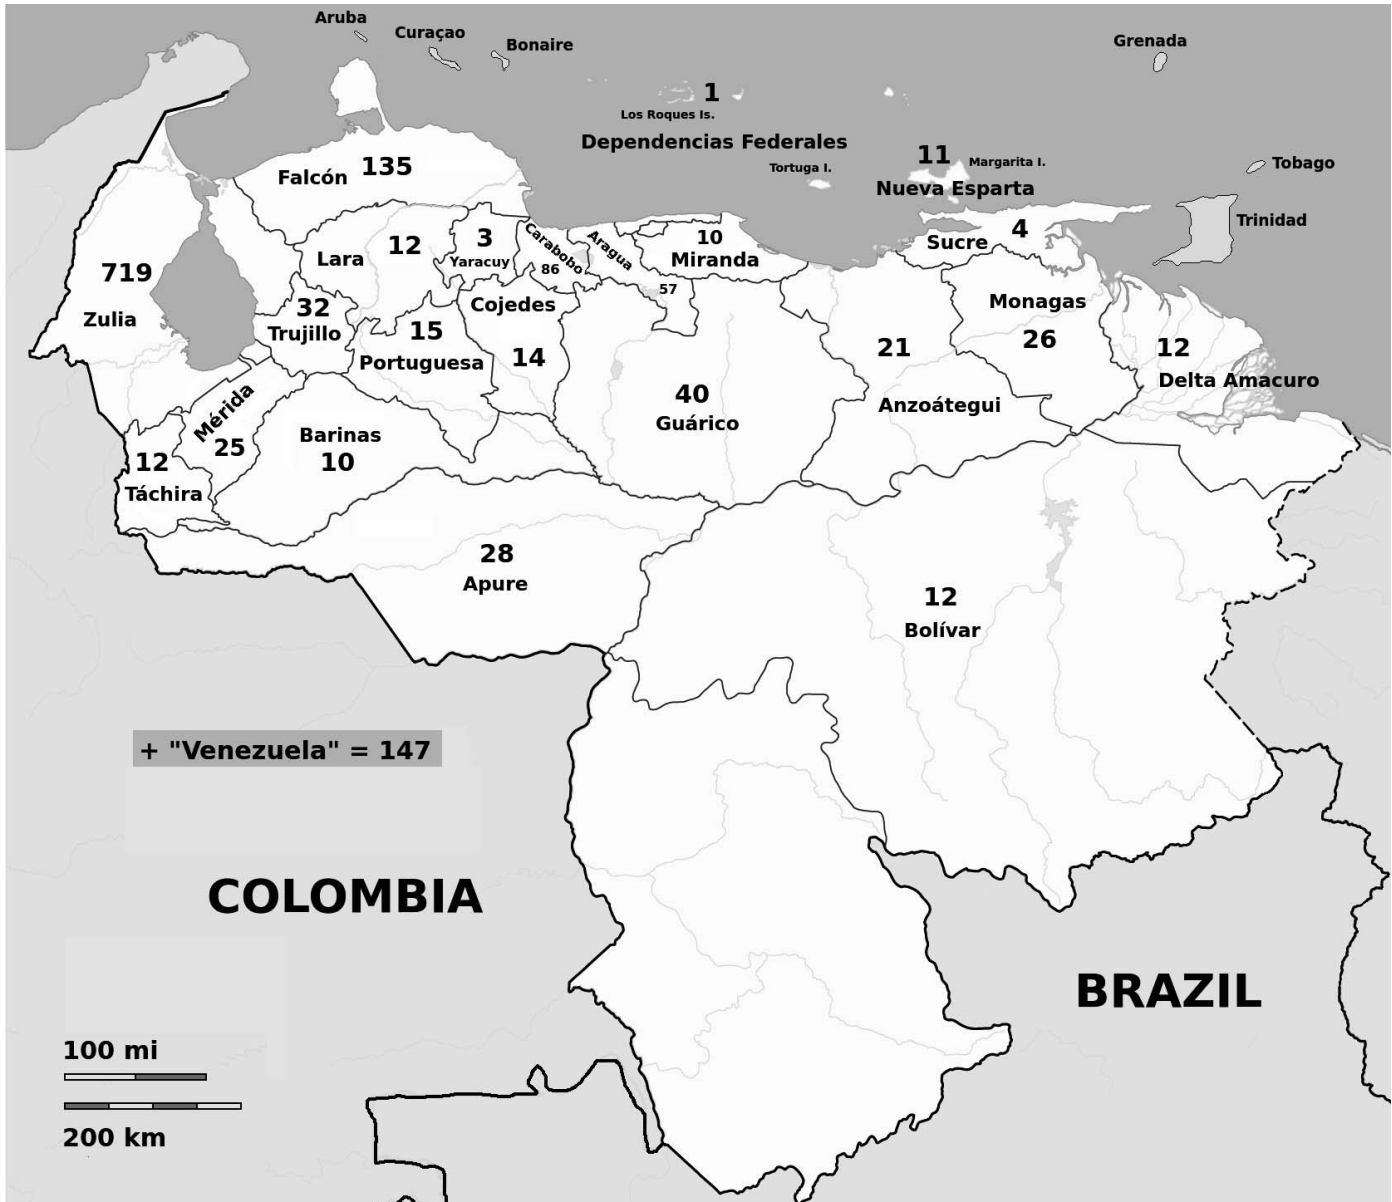 Aruba
Curaçao
Bonaire
Grenada
1
Los Roques Is.
Dependencias Federales
Tortuga I.
11
Margarita I.
Nueva Esparta
Tobago
Trinidad
Falcón 135
4
Sucre
Lara 12
3
Yaracuy
Carabobo
86
Aragua
57
10
Miranda
719
Zulia
32
Trujillo
15
Portuguesa
Cojedes
14
40
Guárico
21
Anzoátegui
Monagas
26
12
Delta Amacuro
Mérida
25
Barinas
10
12
Táchira
28
Apure
12
Bolívar
+ "Venezuela" = 147
COLOMBIA
BRAZIL
100 mi
200 km